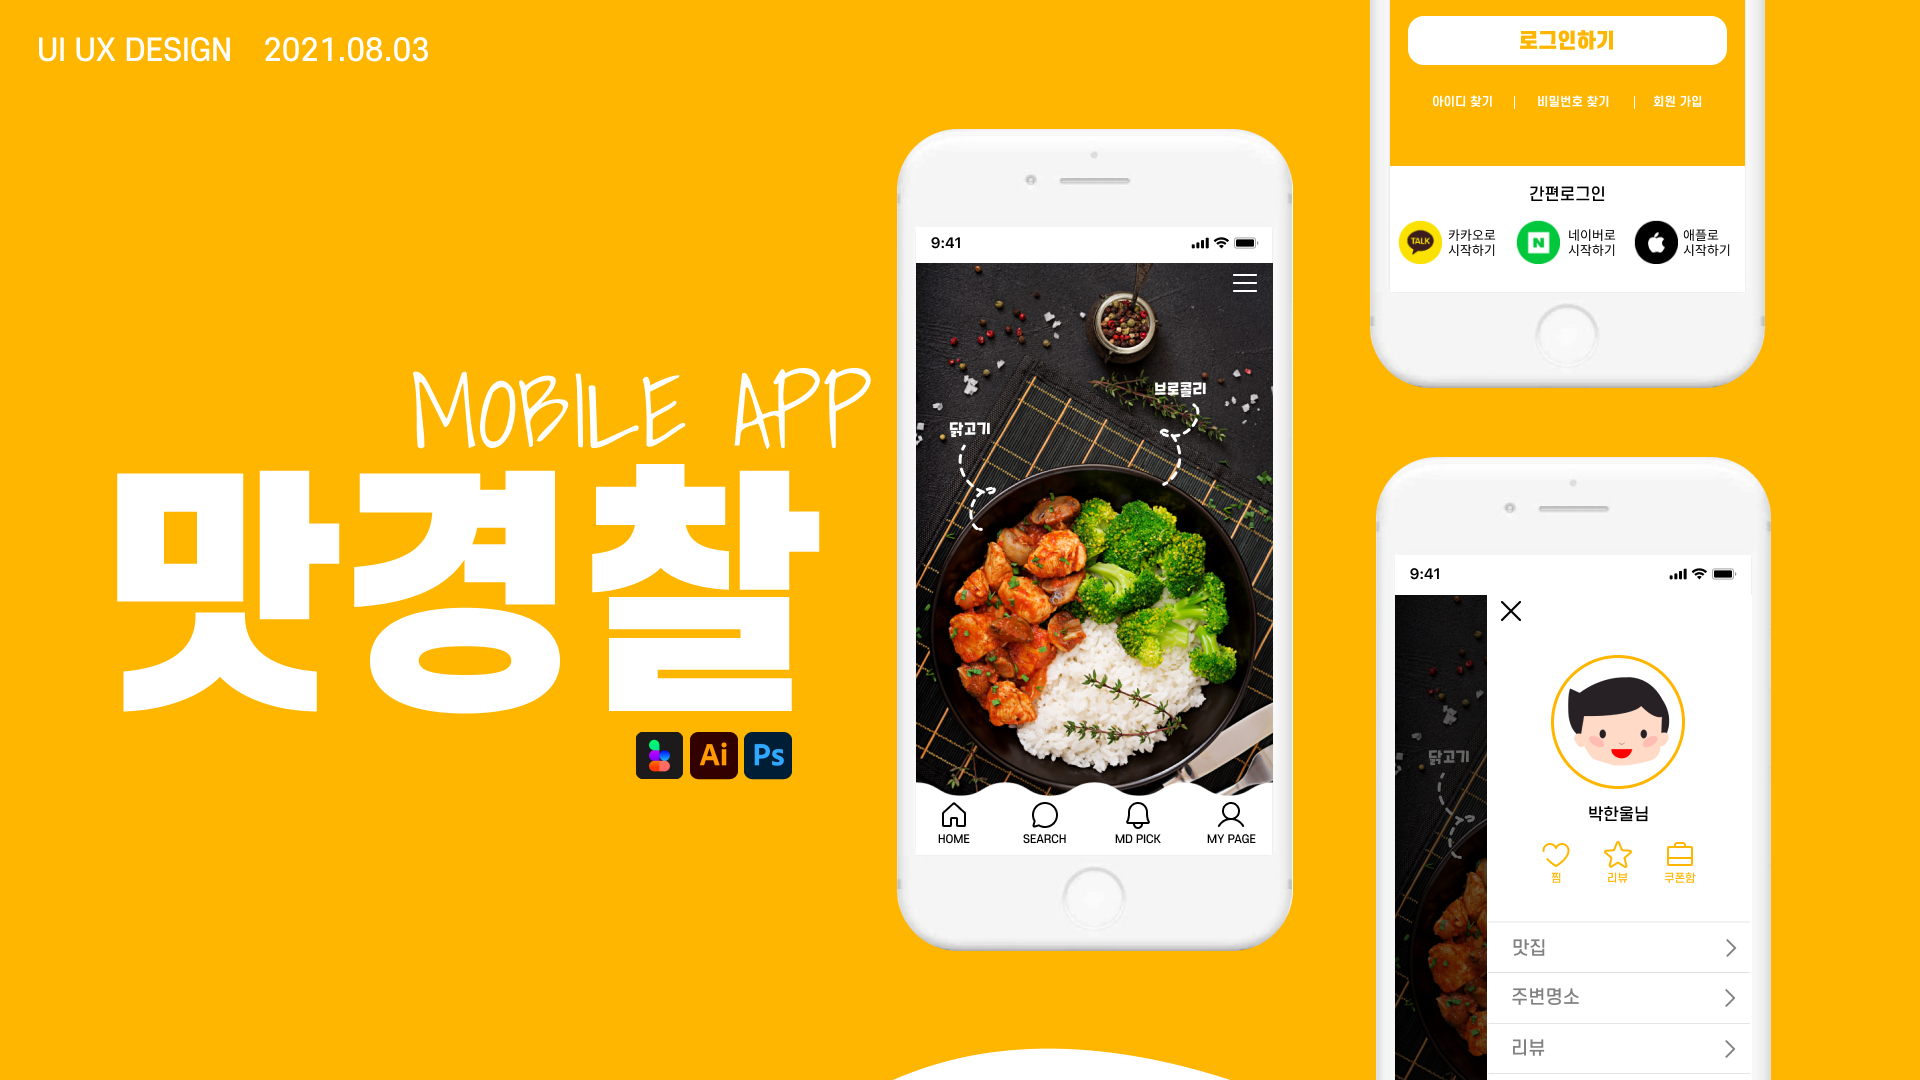 UI UX DESIGN 2021.08.03
MOBILE APP
맛경찰
Ai
Ps
9:41
브로콜리
닭고기
HOME
SEARCH
MD PICK
MY PAGE
로그인하기
아이디 찾기 | 비밀번호 찾기 | 회원 가입
간편로그인
TALK
카카오로
시작하기
N
네이버로
시작하기
애플로
시작하기
9:41
닭고기
박한울님
찜
리뷰
쿠폰함
맛집
주변명소
리뷰